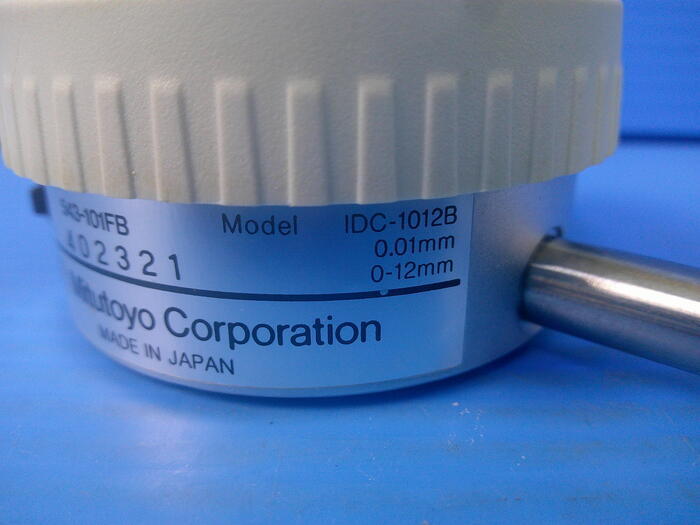 543-101FB Model IDC-1012B
402321 0.01mm
0-12mm
Mitutoyo Corporation
MADE IN JAPAN